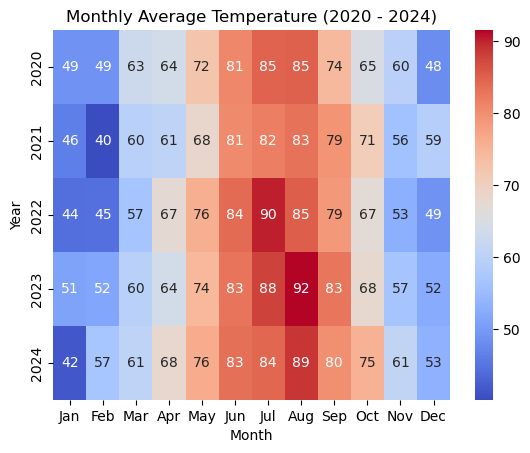 Monthly Average Temperature (2020 - 2024)
2020 49 49 63 64 72 81 85 85 74 65 60 48
2021 46 40 60 61 68 81 82 83 79 71 56 59
2022 44 45 57 67 76 84 90 85 79 67 53 49
2023 51 52 60 64 74 83 88 92 83 68 57 52
2024 42 57 61 68 76 83 84 89 80 75 61 53
Jan Feb Mar Apr May Jun Jul Aug Sep Oct Nov Dec
Month
Year
90
80
70
60
50